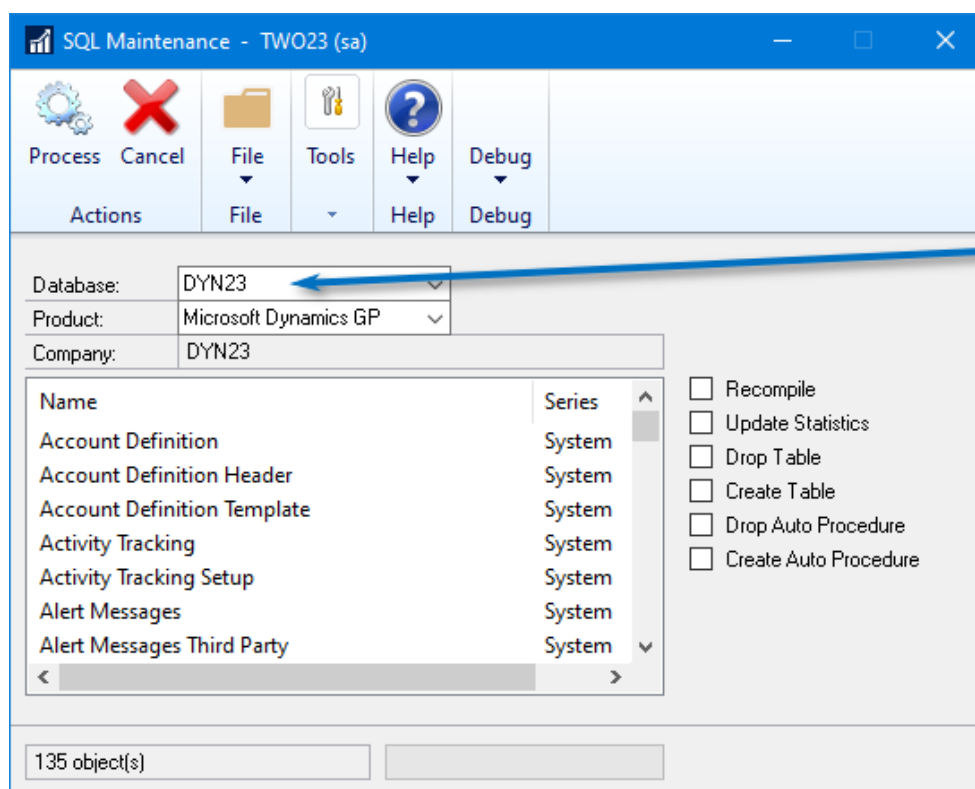 SQL Maintenance - TWO23 (sa)
Process Cancel File Tools Help Debug
Actions File Help Debug
Database: DYN23
Product: Microsoft Dynamics GP
Company: DYN23
Name Series
Account Definition System
Account Definition Header System
Account Definition Template System
Activity Tracking System
Activity Tracking Setup System
Alert Messages System
Alert Messages Third Party System
Recompile
Update Statistics
Drop Table
Create Table
Drop Auto Procedure
Create Auto Procedure
135 object(s)